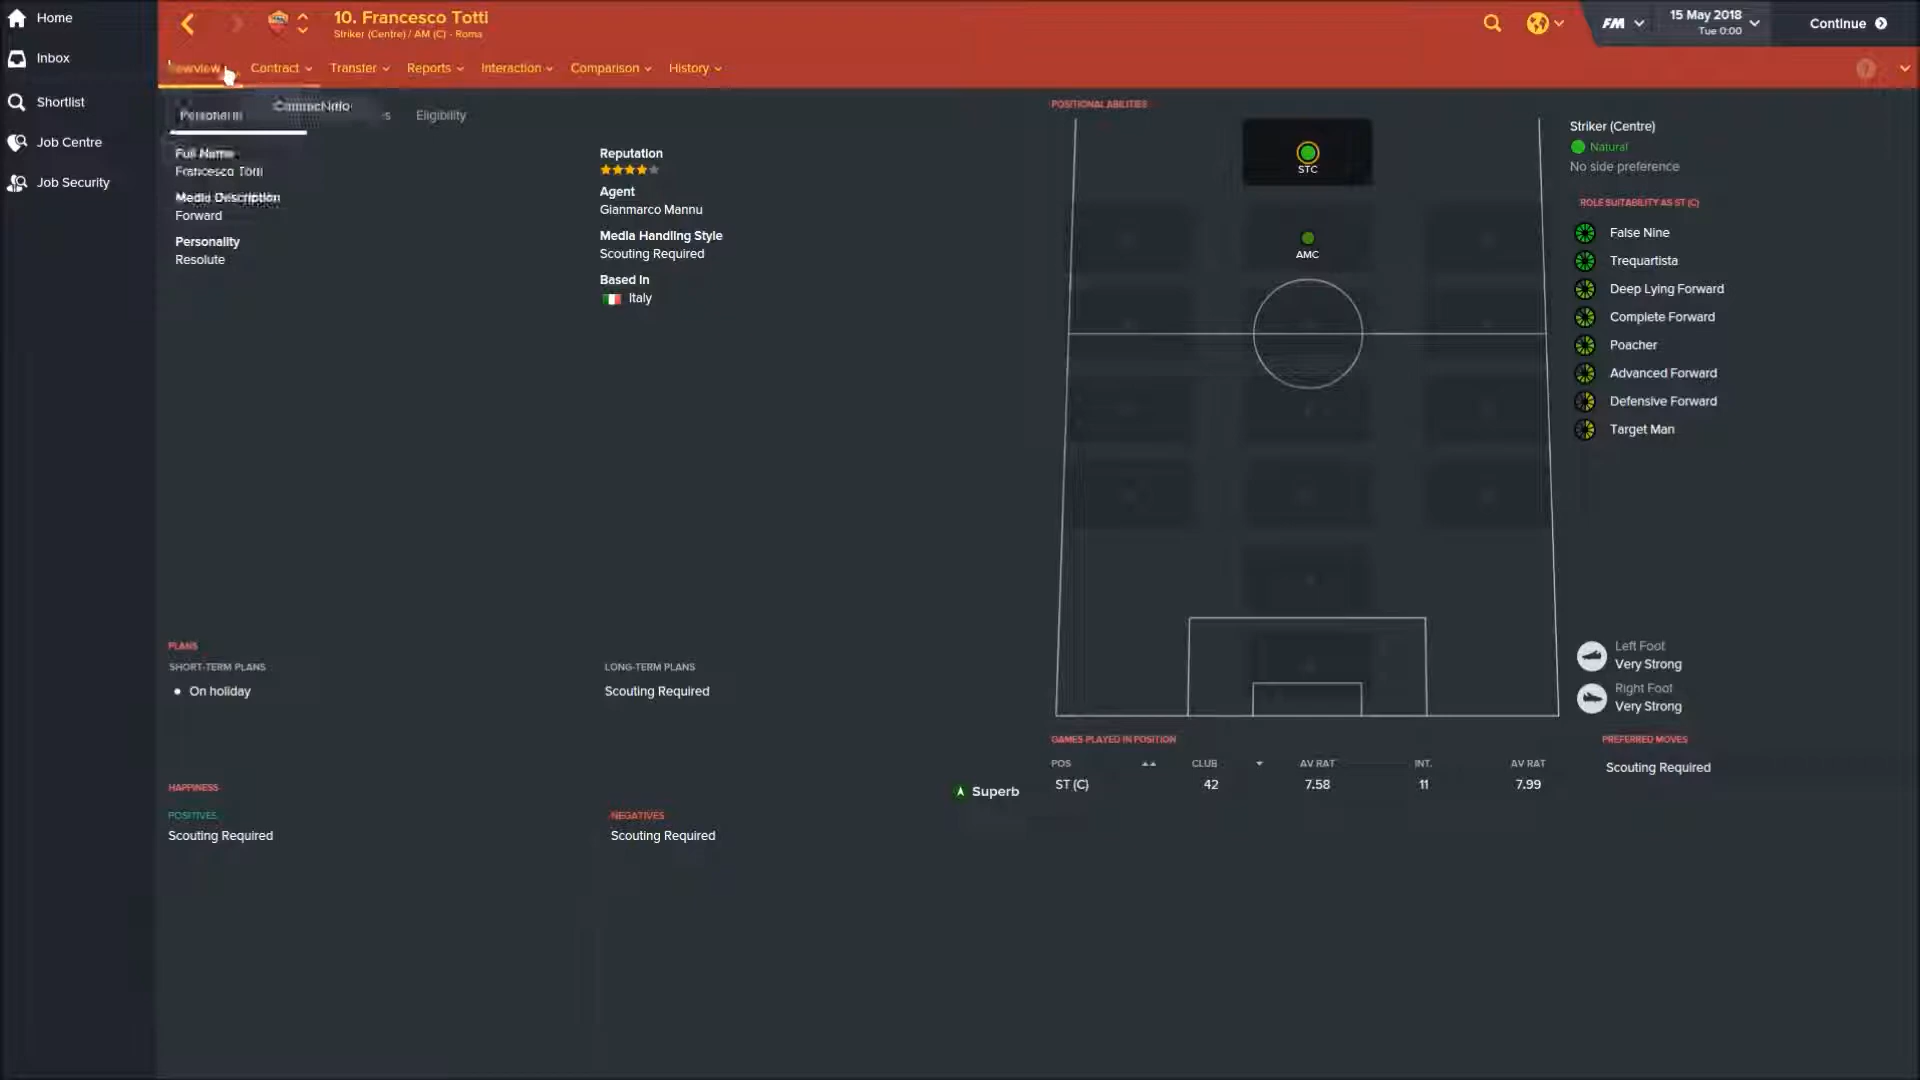 Home
Inbox
Shortlist
Job Centre
Job Security
10. Francesco Totti
Striker (Centre) / AM (C) - Roma
FM
15 May 2018
Tue 0:00
Continue
Contract
Transfer
Reports
Interaction
Comparison
History
Eligibility
Full Name
Francesco Totti
Media Description
Forward
Personality
Resolute
Reputation
Agent
Gianmarco Mannu
Media Handling Style
Scouting Required
Based In
Italy
PLANS
SHORT-TERM PLANS
On holiday
LONG-TERM PLANS
Scouting Required
HAPPINESS
Superb
POSITIVES
Scouting Required
NEGATIVES
Scouting Required
POSITIONAL ABILITIES
STC
AMC
Striker (Centre)
Natural
No side preference
ROLE SUITABILITY AS ST (C)
False Nine
Trequartista
Deep Lying Forward
Complete Forward
Poacher
Advanced Forward
Defensive Forward
Target Man
Left Foot
Very Strong
Right Foot
Very Strong
GAMES PLAYED IN POSITION
POS CLUB AV RAT INT. AV RAT
ST (C) 42 7.58 11 7.99
PREFERRED MOVES
Scouting Required